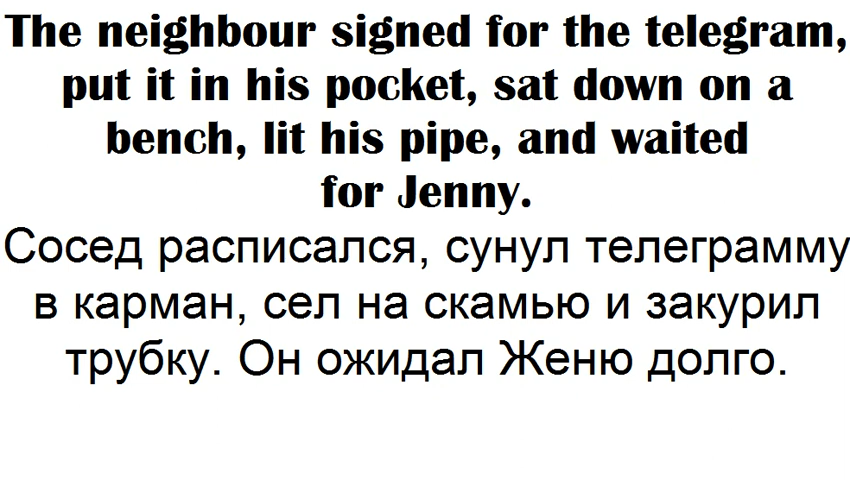 The neighbour signed for the telegram,
put it in his pocket, sat down on a
bench, lit his pipe, and waited
for Jenny.
Сосед расписался, сунул телеграмму
в карман, сел на скамью и закурил
трубку. Он ожидал Женю долго.